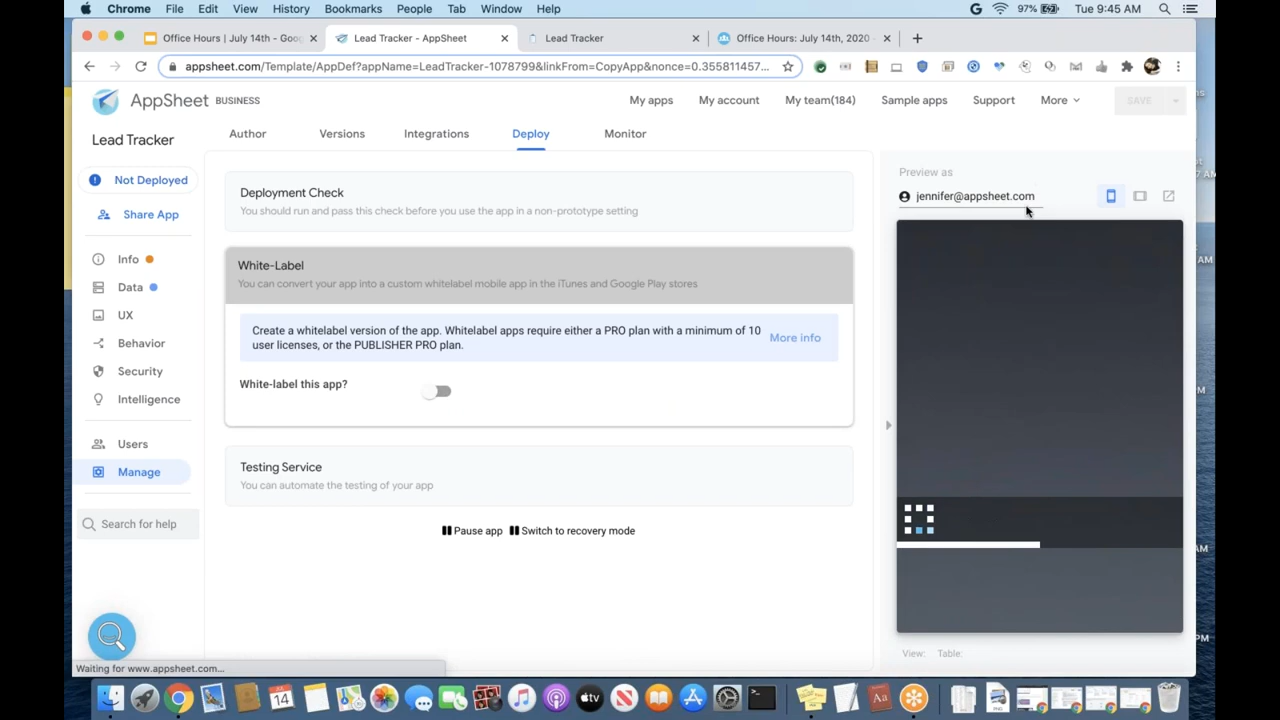 Chrome File Edit View History Bookmarks People Tab Window Help
97% Tue 9:45 AM
Office Hours | July 14th - Goog
Lead Tracker - AppSheet
Lead Tracker
Office Hours: July 14th, 2020 -
appsheet.com/Template/AppDef?appName=LeadTracker-1078799&linkFrom=CopyApp&nonce=0.355811457...
AppSheet BUSINESS
My apps
My account
My team(184)
Sample apps
Support
More
SAVE
Lead Tracker
Author
Versions
Integrations
Deploy
Monitor
Not Deployed
Share App
Info
Data
UX
Behavior
Security
Intelligence
Users
Manage
Search for help
Deployment Check
You should run and pass this check before you use the app in a non-prototype setting
White-Label
You can convert your app into a custom whitelabel mobile app in the iTunes and Google Play stores
Create a whitelabel version of the app. Whitelabel apps require either a PRO plan with a minimum of 10
user licenses, or the PUBLISHER PRO plan.
More info
White-label this app?
Testing Service
You can automate the testing of your app
Pause app
Switch to recovery mode
Preview as
jennifer@appsheet.com
View: Table:
Waiting for www.appsheet.com...
AM
M
AM
PM